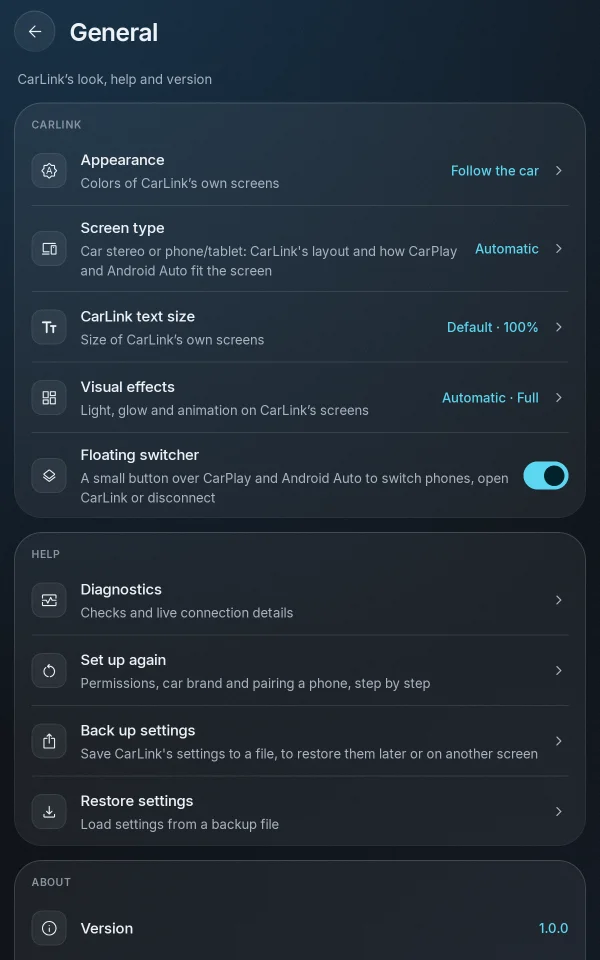 General
CarLink’s look, help and version
CARLINK
Appearance
Colors of CarLink’s own screens
Follow the car
Screen type
Car stereo or phone/tablet: CarLink's layout and how CarPlay
and Android Auto fit the screen
Automatic
CarLink text size
Size of CarLink’s own screens
Default · 100%
Visual effects
Light, glow and animation on CarLink’s screens
Automatic · Full
Floating switcher
A small button over CarPlay and Android Auto to switch phones, open
CarLink or disconnect
HELP
Diagnostics
Checks and live connection details
Set up again
Permissions, car brand and pairing a phone, step by step
Back up settings
Save CarLink's settings to a file, to restore them later or on another screen
Restore settings
Load settings from a backup file
ABOUT
Version
1.0.0